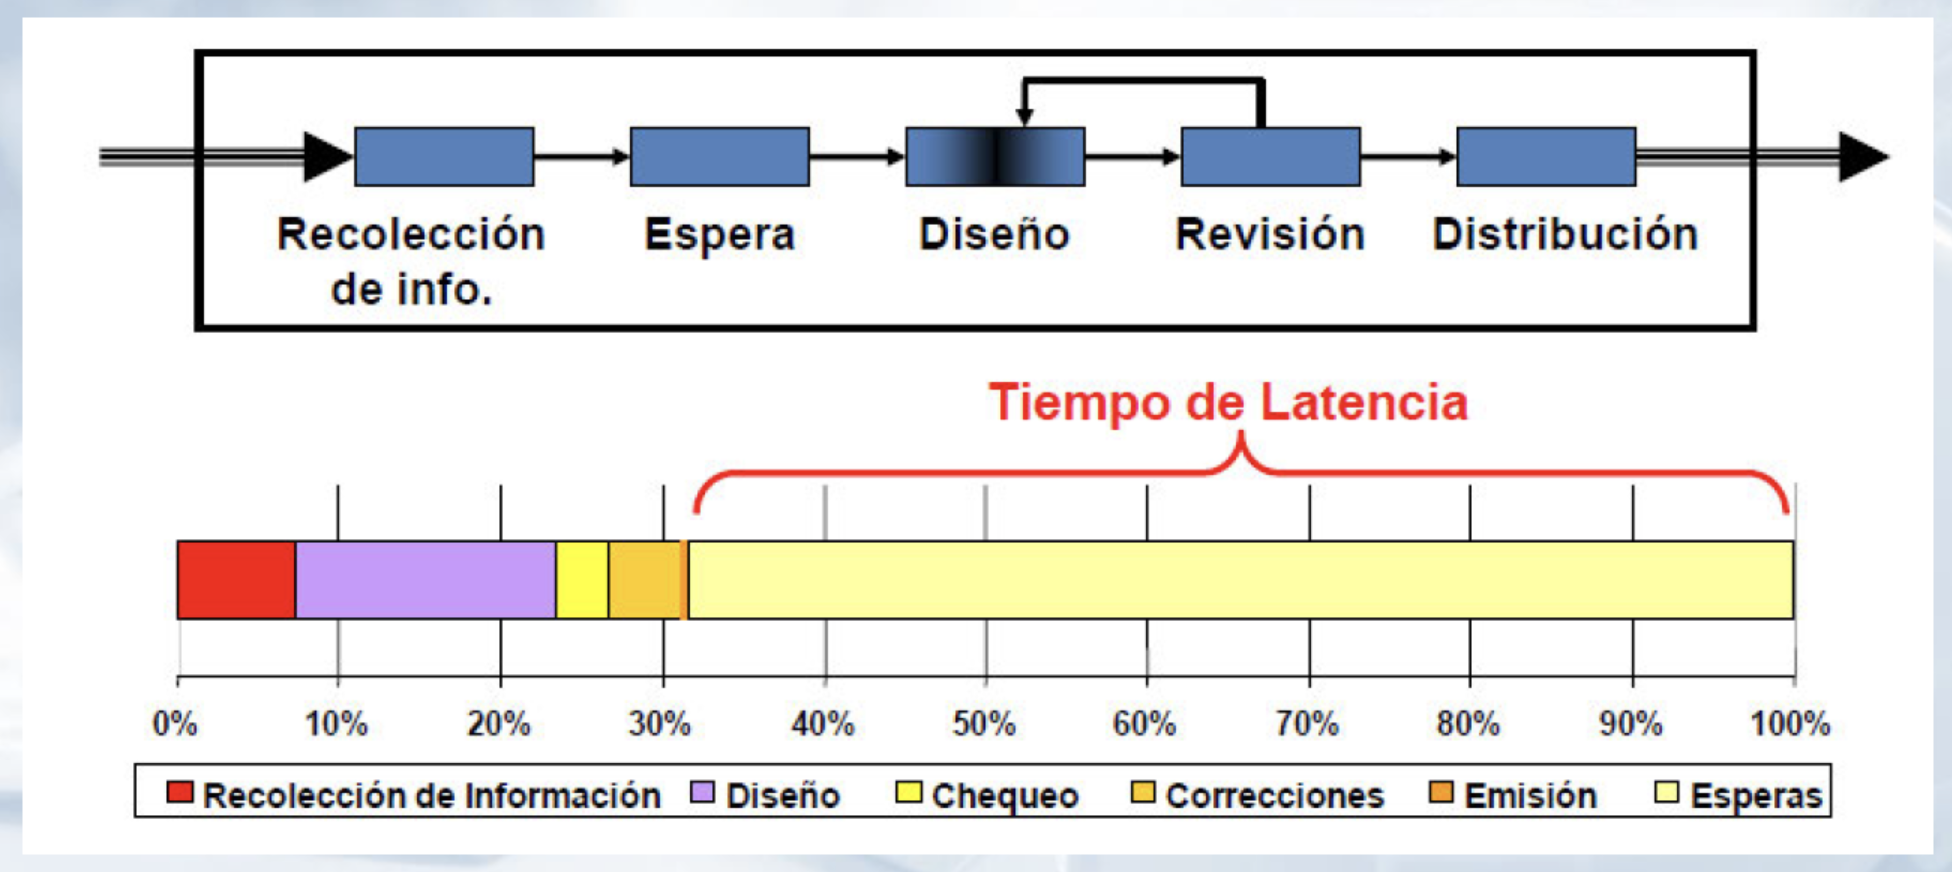 Recolección
de info.
Espera
Diseño
Revisión
Distribución
Tiempo de Latencia
0% 10% 20% 30% 40% 50% 60% 70% 80% 90% 100%
Recolección de Información Diseño Chequeo Correcciones Emisión Esperas